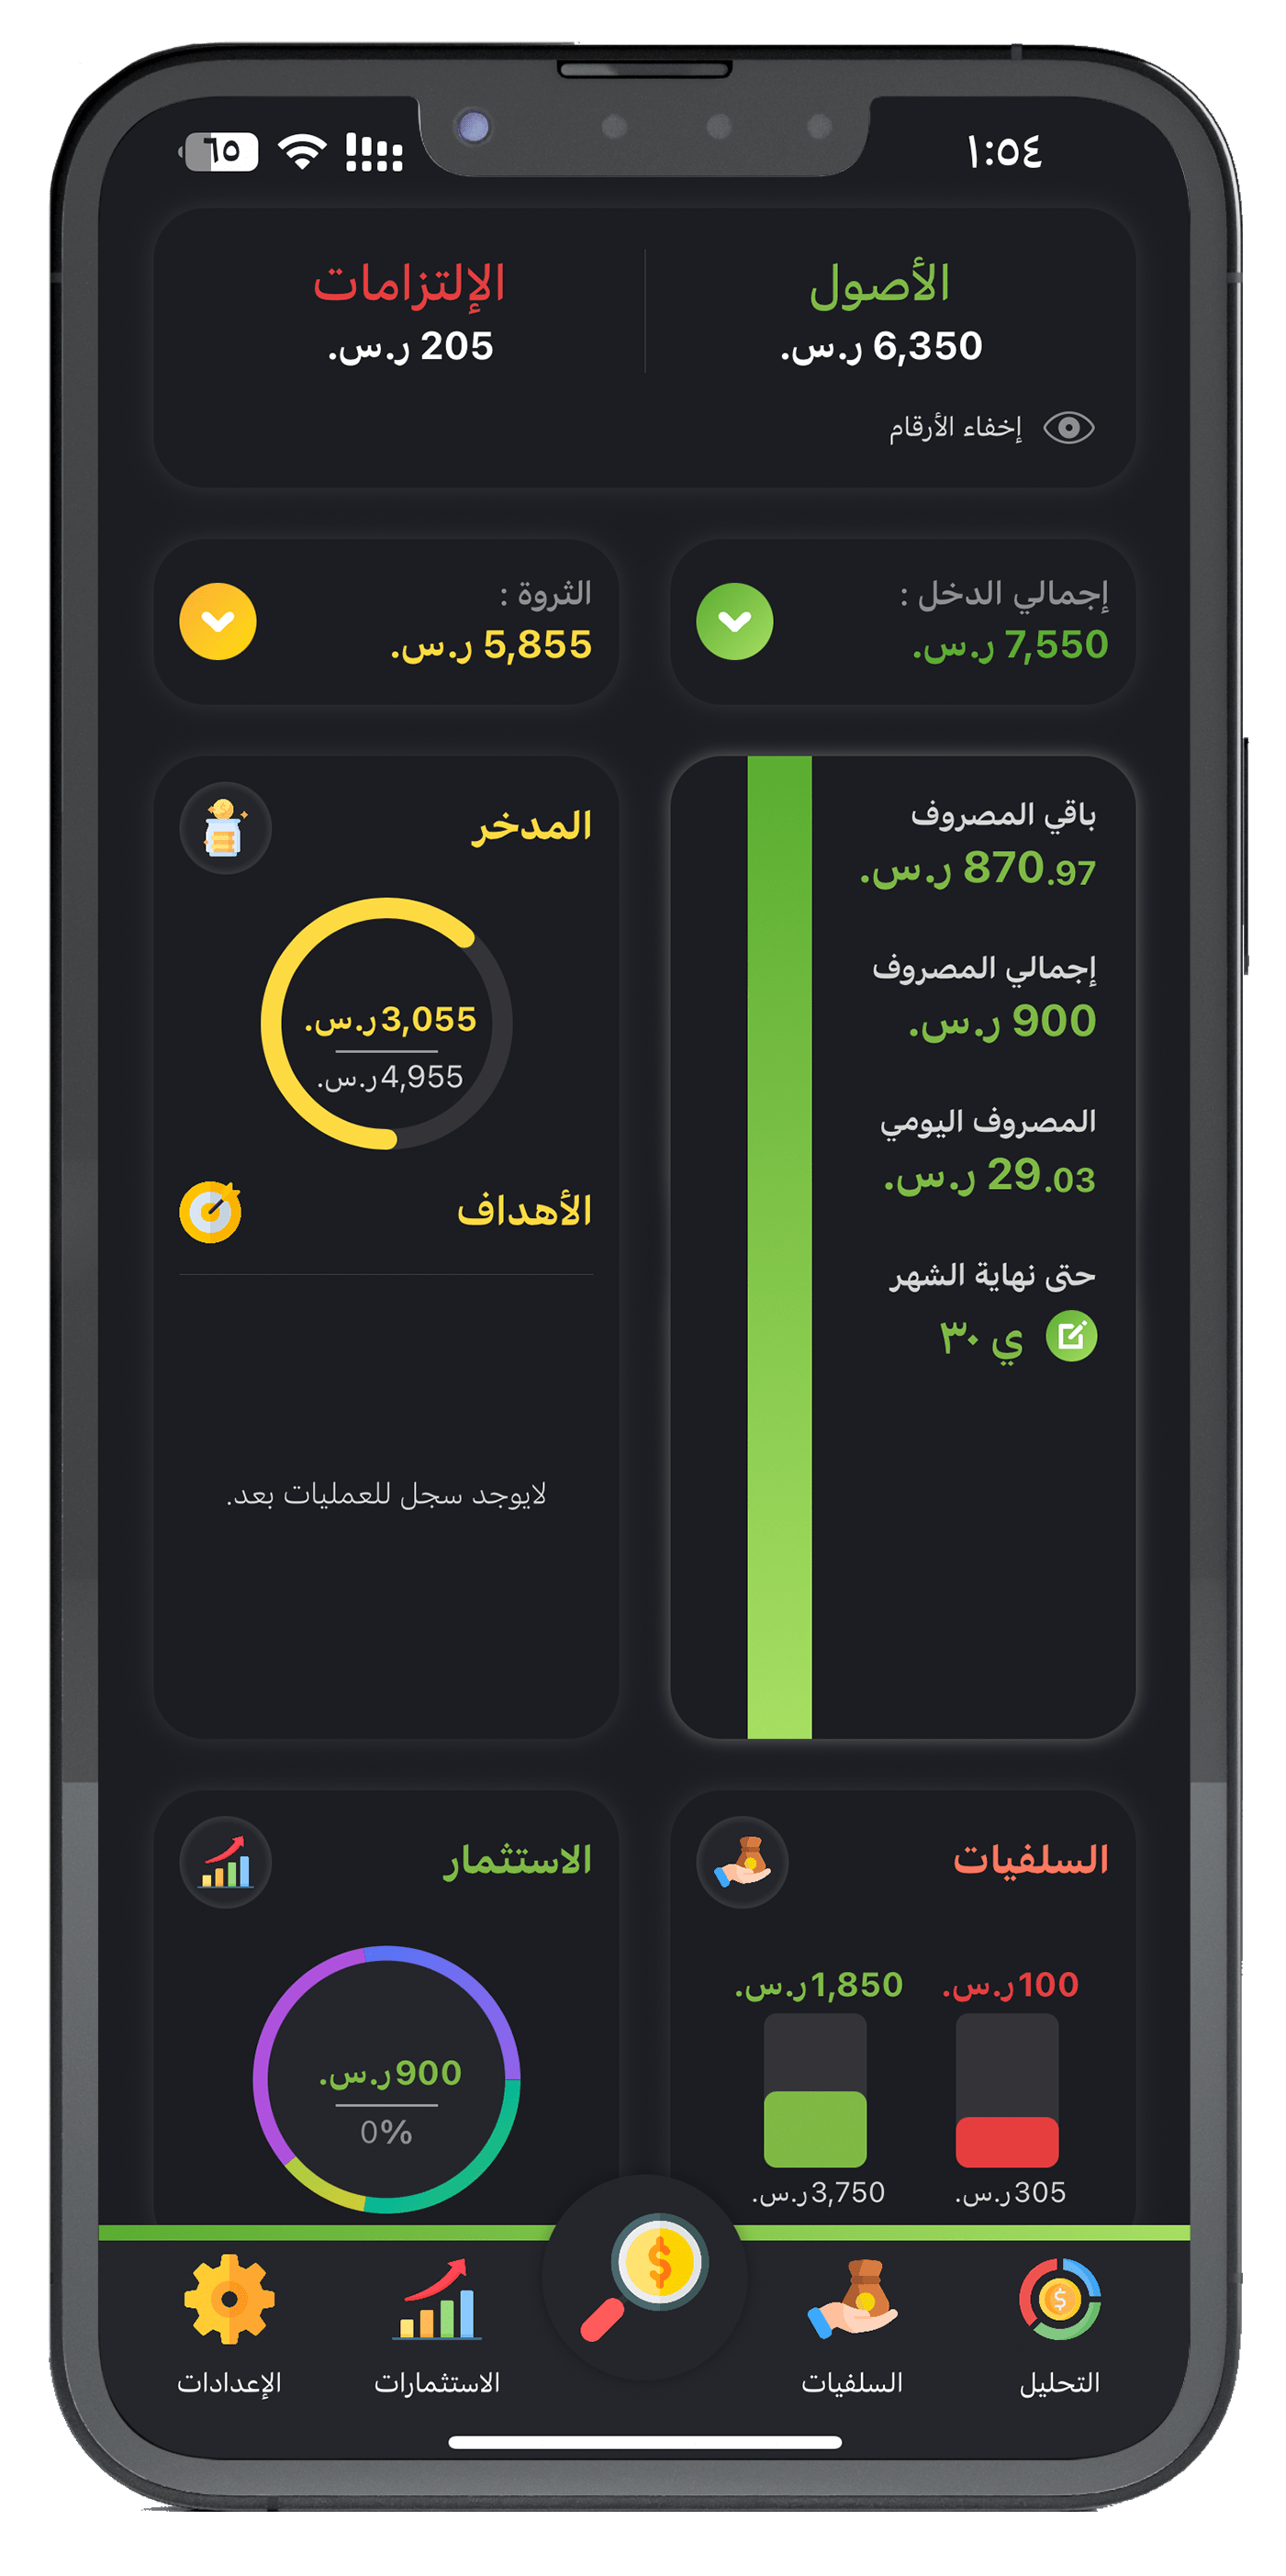 ١:٥٤
٦٥
الأصول
6,350 ر.س.
الإلتزامات
205 ر.س.
إخفاء الأرقام
إجمالي الدخل :
7,550 ر.س.
الثروة :
5,855 ر.س.
باقي المصروف
870.97 ر.س.
إجمالي المصروف
900 ر.س.
المصروف اليومي
29.03 ر.س.
حتى نهاية الشهر
ي ٣٠
المدخر
3,055ر.س.
4,955ر.س.
الأهداف
لايوجد سجل للعمليات بعد.
السلفيات
100ر.س.
1,850ر.س.
305ر.س.
3,750ر.س.
الاستثمار
900ر.س.
0%
التحليل
السلفيات
الاستثمارات
الإعدادات